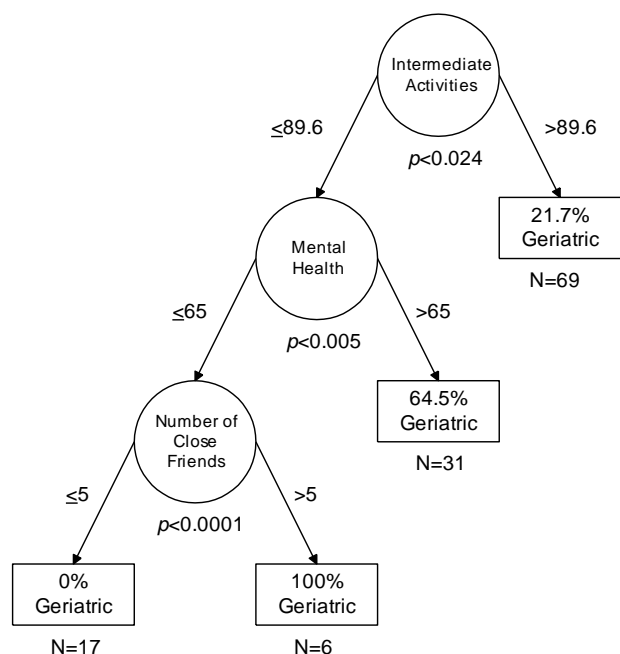 Intermediate
Activities
≤89.6
>89.6
p<0.024
21.7%
Geriatric
N=69
Mental
Health
≤65
>65
p<0.005
64.5%
Geriatric
N=31
Number of
Close
Friends
≤5
>5
p<0.0001
0%
Geriatric
N=17
100%
Geriatric
N=6